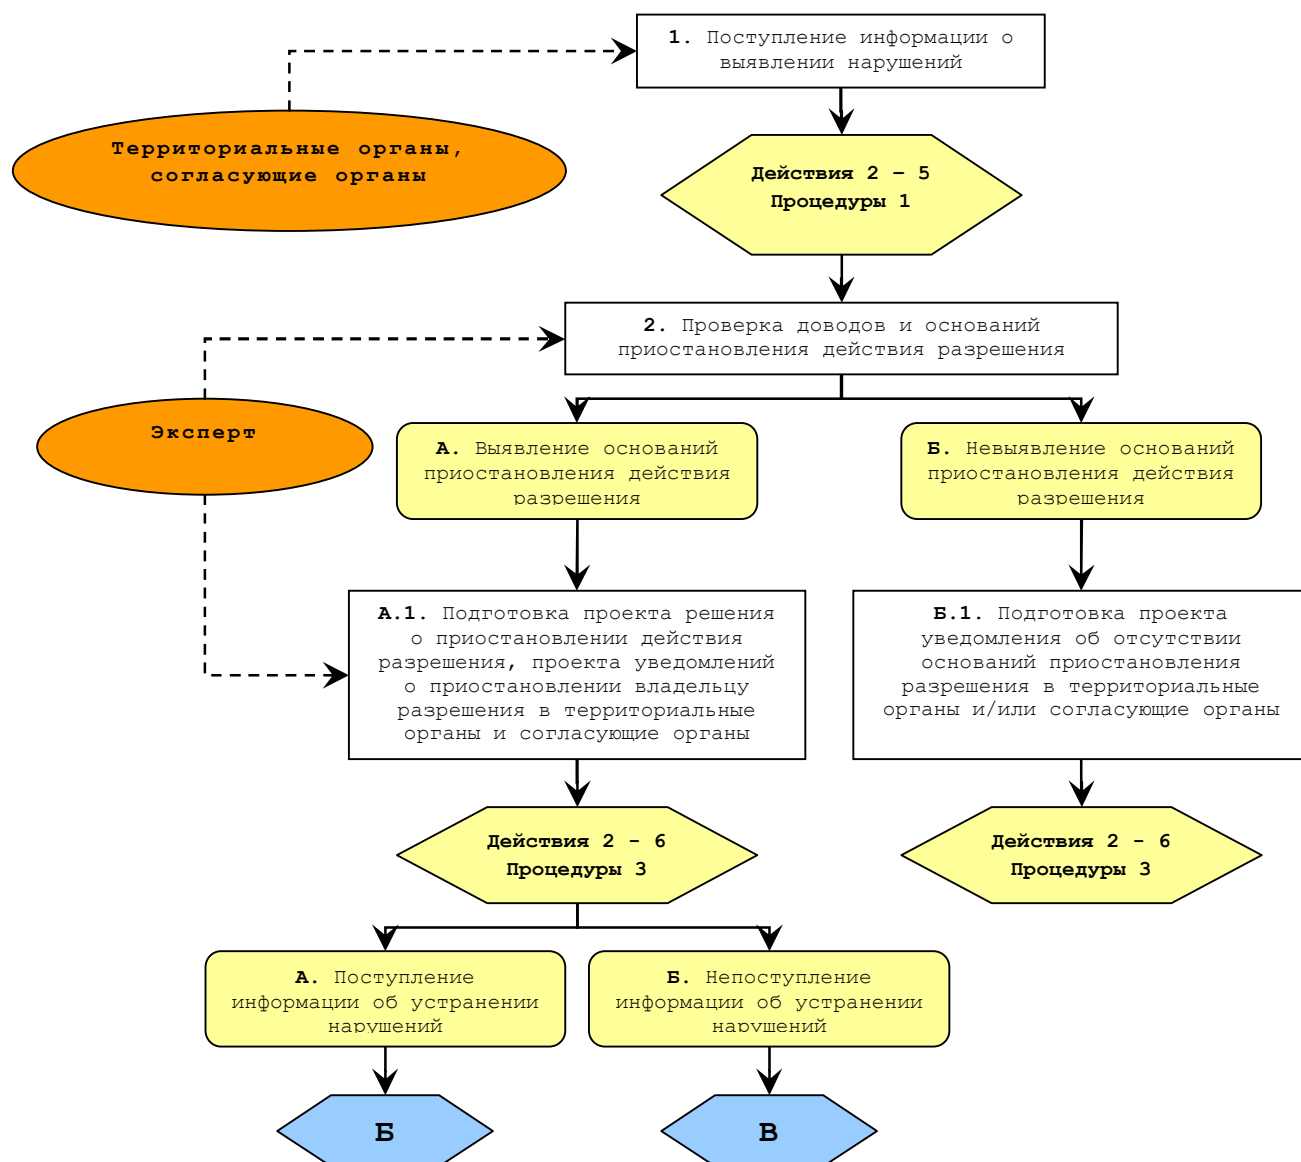 1. Поступление информации о
выявлении нарушений
Территориальные органы,
согласующие органы
Действия 2 – 5
Процедуры 1
2. Проверка доводов и оснований
приостановления действия разрешения
Эксперт
А. Выявление оснований
приостановления действия
разрешения
Б. Невыявление оснований
приостановления действия
разрешения
А.1. Подготовка проекта решения
о приостановлении действия
разрешения, проекта уведомлений
о приостановлении владельцу
разрешения в территориальные
органы и согласующие органы
Б.1. Подготовка проекта
уведомления об отсутствии
оснований приостановления
разрешения в территориальные
органы и/или согласующие органы
Действия 2 - 6
Процедуры 3
Действия 2 - 6
Процедуры 3
А. Поступление
информации об устранении
нарушений
Б. Непоступление
информации об устранении
нарушений
Б
В